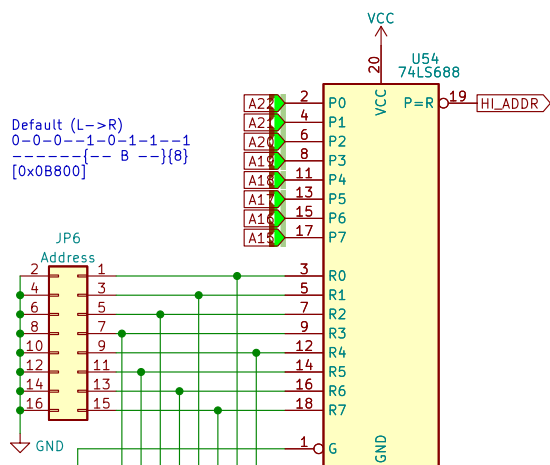 VCC
U54
74LS688
20
VCC
A22 2 P0 P=R 19 HI_ADDR
A21 4 P1
A20 6 P2
A19 8 P3
A18 11 P4
A17 13 P5
A16 15 P6
A15 17 P7
Default (L->R)
0-0-0--1-0-1-1--1
------{-- B --}{8}
[0x0B800]
JP6
Address
2 1 3 R0
4 3 5 R1
6 5 7 R2
8 7 9 R3
10 9 12 R4
12 11 14 R5
14 13 16 R6
16 15 18 R7
GND
1 G
GND